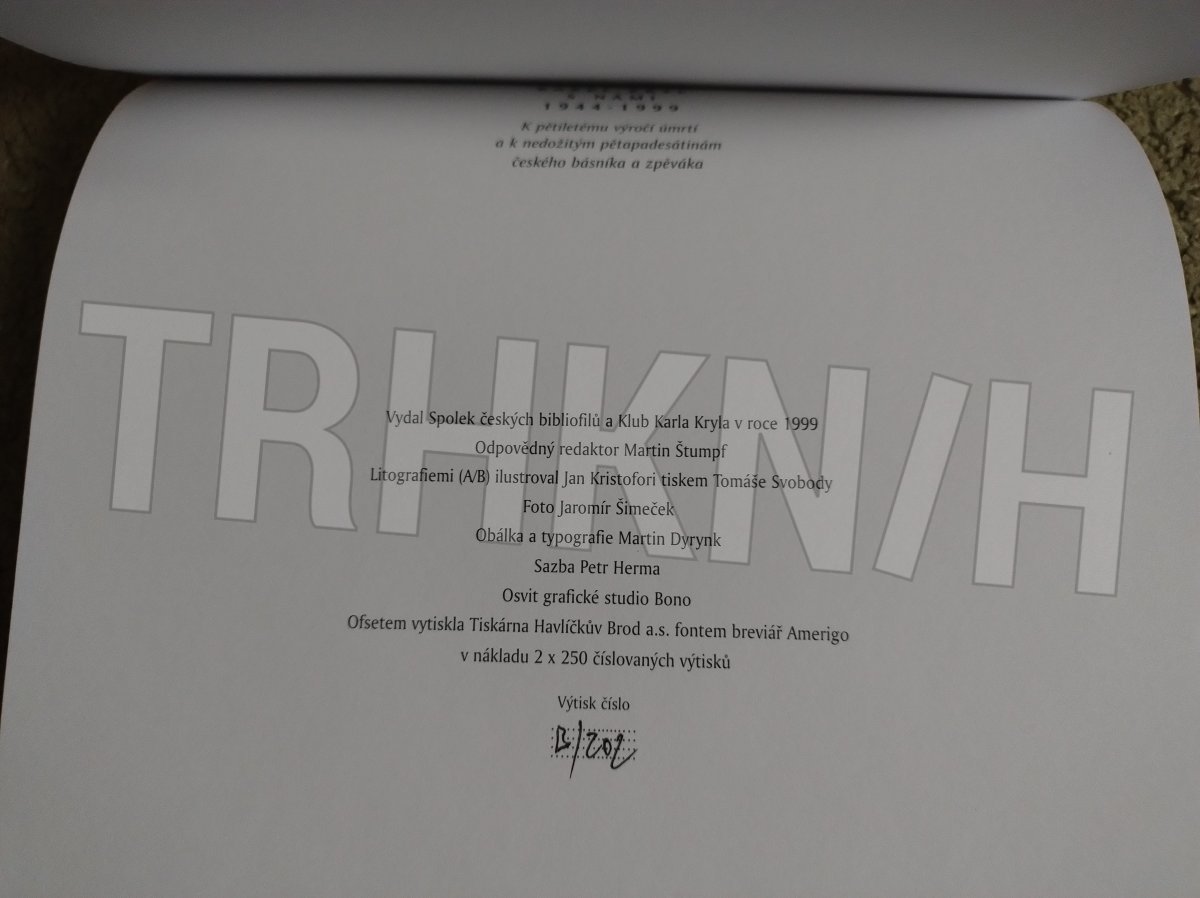 S NÁMI
1944-1999
K pětiletému výročí úmrtí
a k nedožitým pětapadesátinám
českého básníka a zpěváka
TRHKN/H
Vydal Spolek českých bibliofilů a Klub Karla Kryla v roce 1999
Odpovědný redaktor Martin Štumpf
Litografiemi (A/B) ilustroval Jan Kristofori tiskem Tomáše Svobody
Foto Jaromír Šimeček
Obálka a typografie Martin Dyrynk
Sazba Petr Herma
Osvit grafické studio Bono
Ofsetem vytiskla Tiskárna Havlíčkův Brod a.s. fontem breviář Amerigo
v nákladu 2 x 250 číslovaných výtisků
Výtisk číslo
B/202